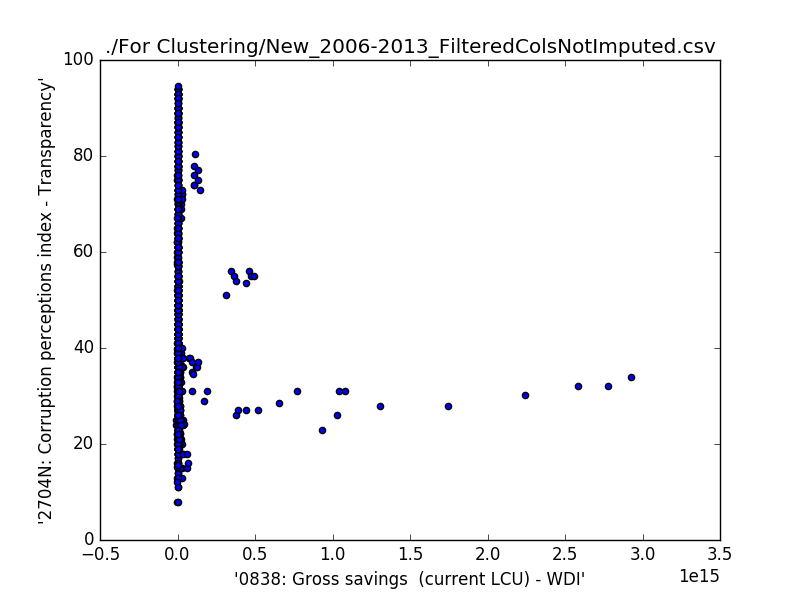 ./For Clustering/New_2006-2013_FilteredColsNotImputed.csv
100
80
60
40
20
0
'2704N: Corruption perceptions index - Transparency'
−0.5 0.0 0.5 1.0 1.5 2.0 2.5 3.0 3.5
1e15
'0838: Gross savings  (current LCU) - WDI'